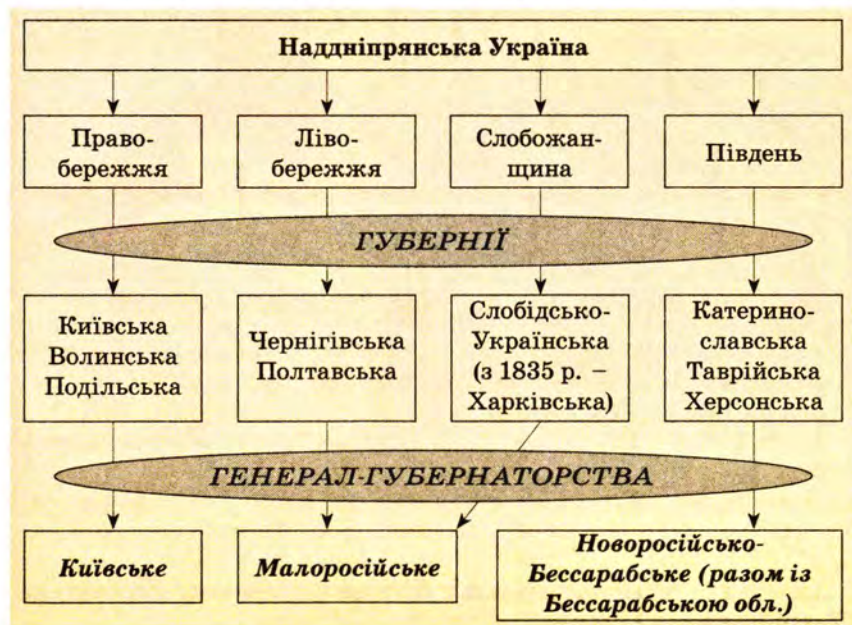 Наддніпрянська Україна
Право-
бережжя
Ліво-
бережжя
Слобожан-
щина
Південь
ГУБЕРНІЇ
Київська
Волинська
Подільська
Чернігівська
Полтавська
Слобідсько-
Українська
(з 1835 р. –
Харківська)
Катерино-
славська
Таврійська
Херсонська
ГЕНЕРАЛ-ГУБЕРНАТОРСТВА
Київське
Малоросійське
Новоросійсько-
Бессарабське (разом із
Бессарабською обл.)